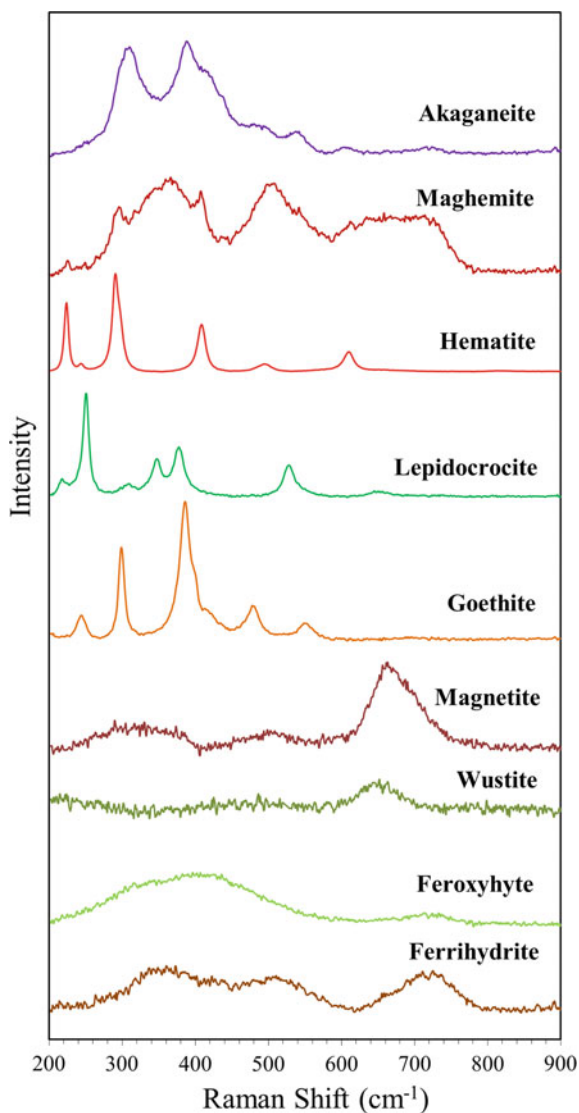 Akaganeite
Maghemite
Hematite
Lepidocrocite
Goethite
Magnetite
Wustite
Feroxyhyte
Ferrihydrite
Intensity
200 300 400 500 600 700 800 900
Raman Shift (cm⁻¹)